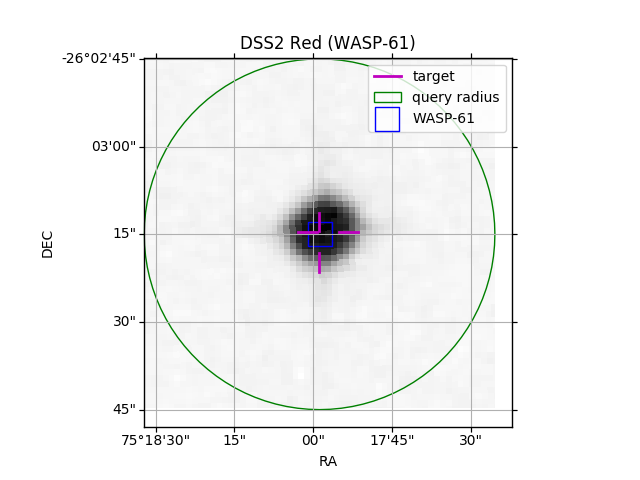 DSS2 Red (WASP-61)
-26°02'45"
03'00"
15"
30"
45"
DEC
target
query radius
WASP-61
75°18'30"
15"
00"
17'45"
30"
RA